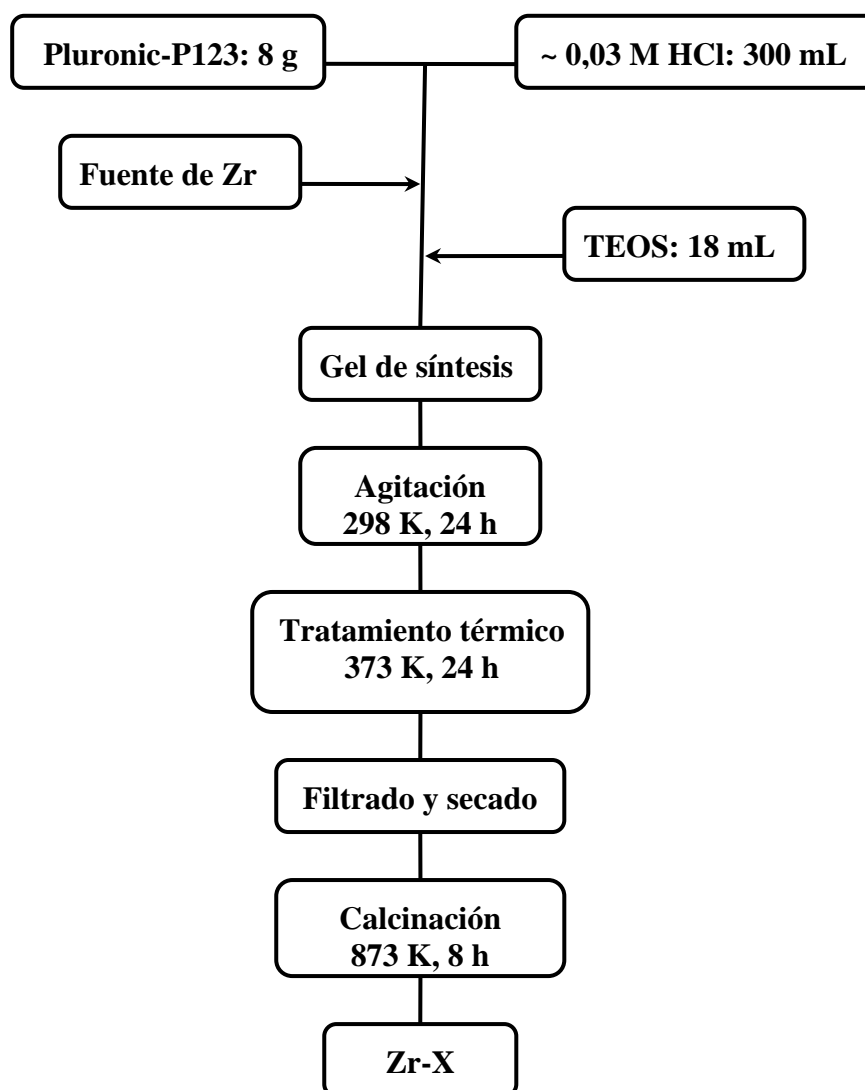 Pluronic-P123: 8 g
~ 0,03 M HCl: 300 mL
Fuente de Zr
TEOS: 18 mL
Gel de síntesis
Agitación
298 K, 24 h
Tratamiento térmico
373 K, 24 h
Filtrado y secado
Calcinación
873 K, 8 h
Zr-X